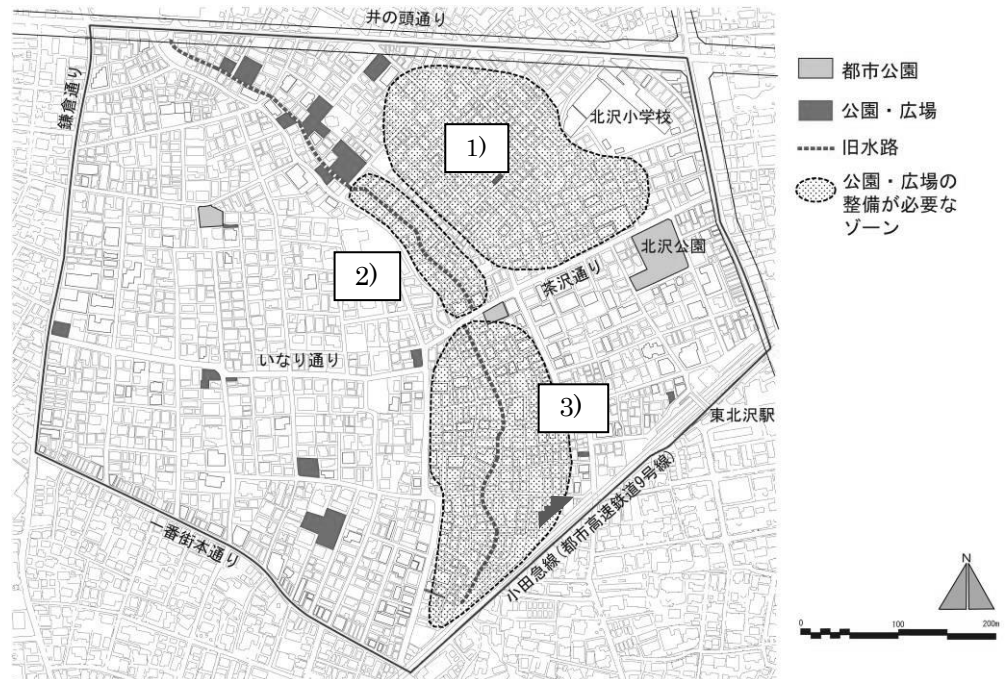 井の頭通り
鎌倉通り
北沢小学校
1)
北沢公園
2)
茶沢通り
いなり通り
3)
東北沢駅
小田急線(都市高速鉄道9号線)
一番街本通り
都市公園
公園・広場
旧水路
公園・広場の
整備が必要な
ゾーン
N
0 100 200m